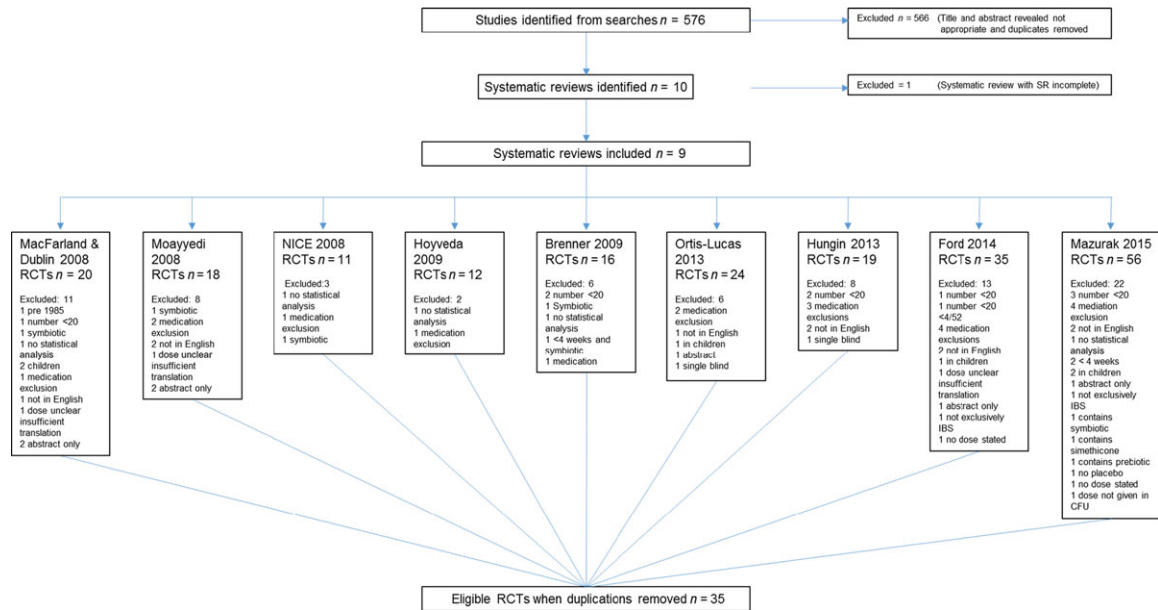 Studies identified from searches n = 576
Excluded n = 566 (Title and abstract revealed not
appropriate and duplicates removed
Systematic reviews identified n = 10
Excluded = 1 (Systematic review with SR incomplete)
Systematic reviews included n = 9
MacFarland &
Dublin 2008
RCTs n = 20
Excluded: 11
1 pre 1985
1 number <20
1 symbiotic
1 no statistical
analysis
2 children
1 medication
exclusion
1 not in English
1 dose unclear
insufficient
translation
2 abstract only
Moayyedi
2008
RCTs n = 18
Excluded: 8
1 symbiotic
2 medication
exclusion
2 not in English
1 dose unclear
insufficient
translation
2 abstract only
NICE 2008
RCTs n = 11
Excluded:3
1 no statistical
analysis
1 medication
exclusion
1 symbiotic
Hoyveda
2009
RCTs n = 12
Excluded: 2
1 no statistical
analysis
1 medication
exclusion
Brenner 2009
RCTs n = 16
Excluded: 6
2 number <20
1 Symbiotic
1 no statistical
analysis
1 <4 weeks and
symbiotic
1 medication
Ortis-Lucas
2013
RCTs n = 24
Excluded: 6
2 medication
exclusion
1 not in English
1 in children
1 abstract
1 single blind
Hungin 2013
RCTs n = 19
Excluded: 8
2 number <20
3 medication
exclusions
2 not in English
1 single blind
Ford 2014
RCTs n = 35
Excluded: 13
1 number <20
1 number <20
<4/52
4 medication
exclusions
2 not in English
1 in children
1 dose unclear
insufficient
translation
1 abstract only
1 not exclusively
IBS
1 no dose stated
Mazurak 2015
RCTs n = 56
Excluded: 22
3 number <20
4 mediation
exclusion
2 not in English
1 no statistical
analysis
2 < 4 weeks
2 in children
1 abstract only
1 not exclusively
IBS
1 contains
symbiotic
1 contains
simethicone
1 contains prebiotic
1 no placebo
1 no dose stated
1 dose not given in
CFU
Eligible RCTs when duplications removed n = 35